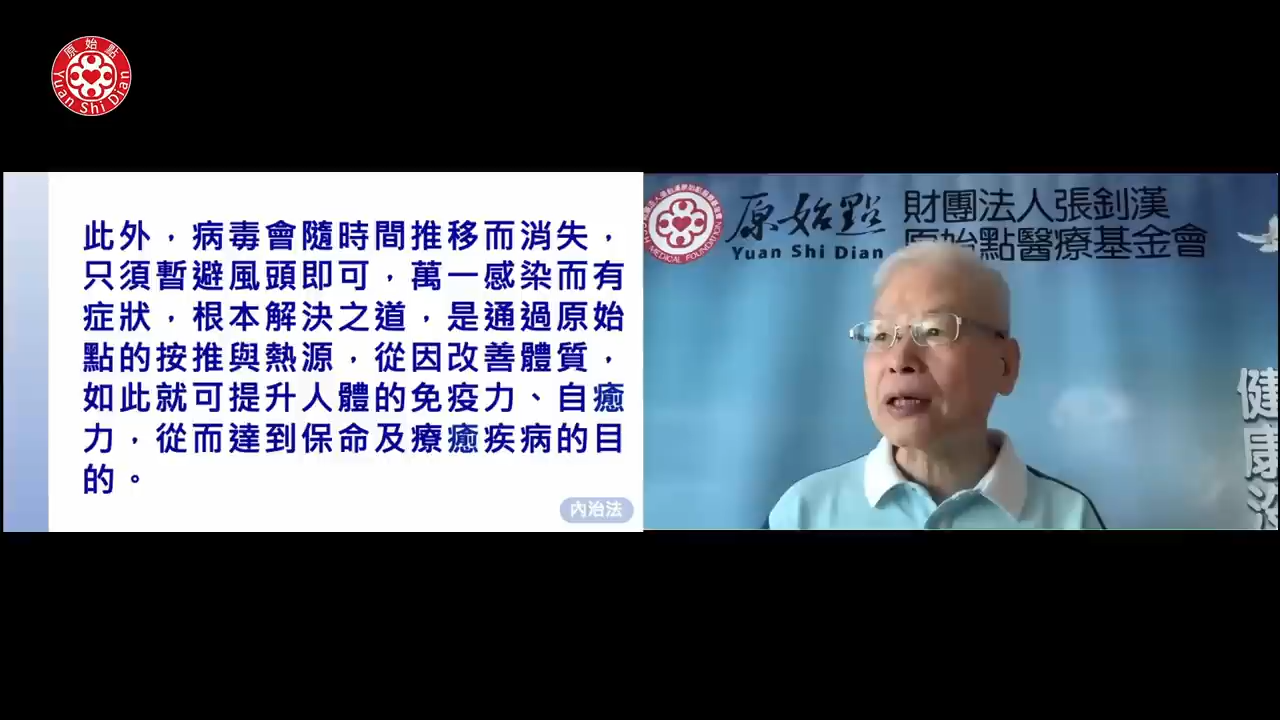 原始點
Yuan Shi Dian
此外，病毒會隨時間推移而消失，
只須暫避風頭即可，萬一感染而有
症狀，根本解決之道，是通過原始
點的按推與熱源，從因改善體質，
如此就可提升人體的免疫力、自癒
力，從而達到保命及療癒疾病的目
的。
內治法
原始點
Yuan Shi Dian
財團法人張釗漢
原始點醫療基金會
健康